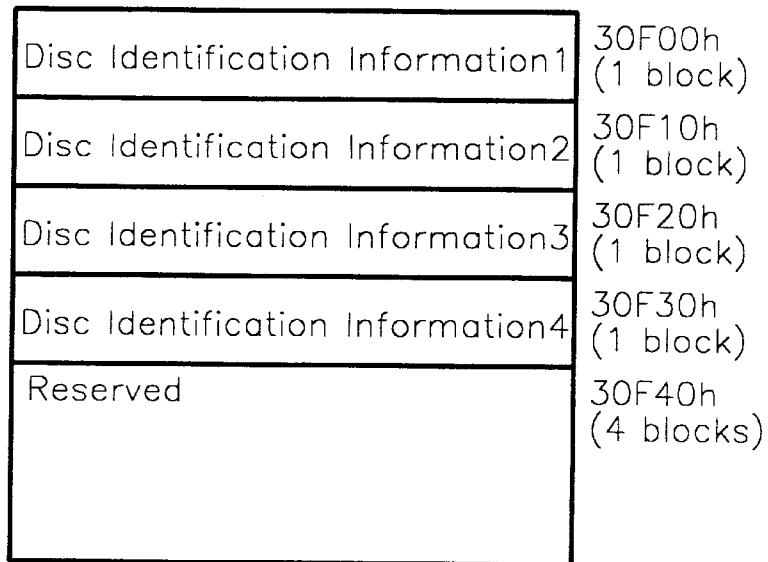 Disc Identification Information1
30F00h
(1 block)
Disc Identification Information2
30F10h
(1 block)
Disc Identification Information3
30F20h
(1 block)
Disc Identification Information4
30F30h
(1 block)
Reserved
30F40h
(4 blocks)